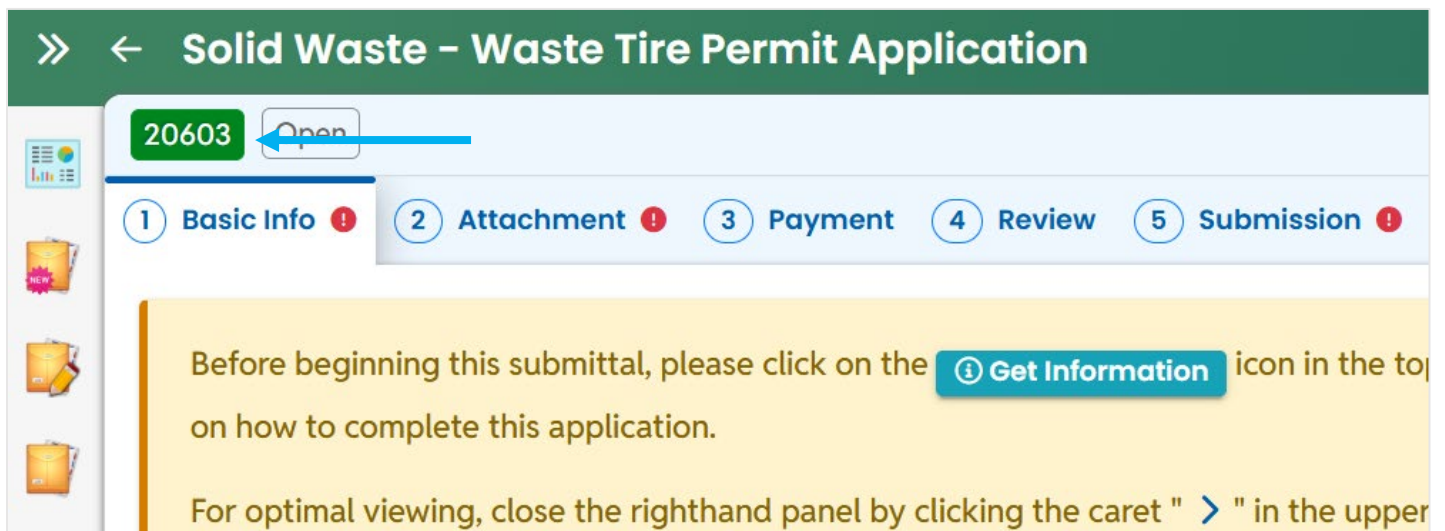 Solid Waste - Waste Tire Permit Application
20603 Open
1 Basic Info ! 2 Attachment ! 3 Payment 4 Review 5 Submission !
NEW
Before beginning this submittal, please click on the Get Information icon in the
on how to complete this application.
For optimal viewing, close the righthand panel by clicking the caret " > " in the upper